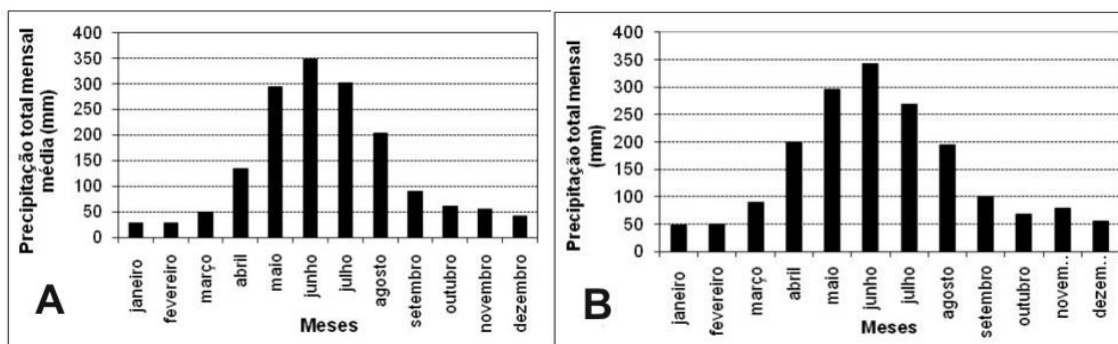 Precipitação total mensal
média (mm)
400
350
300
250
200
150
100
50
0
janeiro
fevereiro
março
abril
maio
junho
julho
agosto
setembro
outubro
novembro
dezembro
Meses
A
Precipitação total mensal
(mm)
400
350
300
250
200
150
100
50
0
janeiro
fevereiro
março
abril
maio
junho
julho
agosto
setembro
outubro
novem...
dezem...
Meses
B